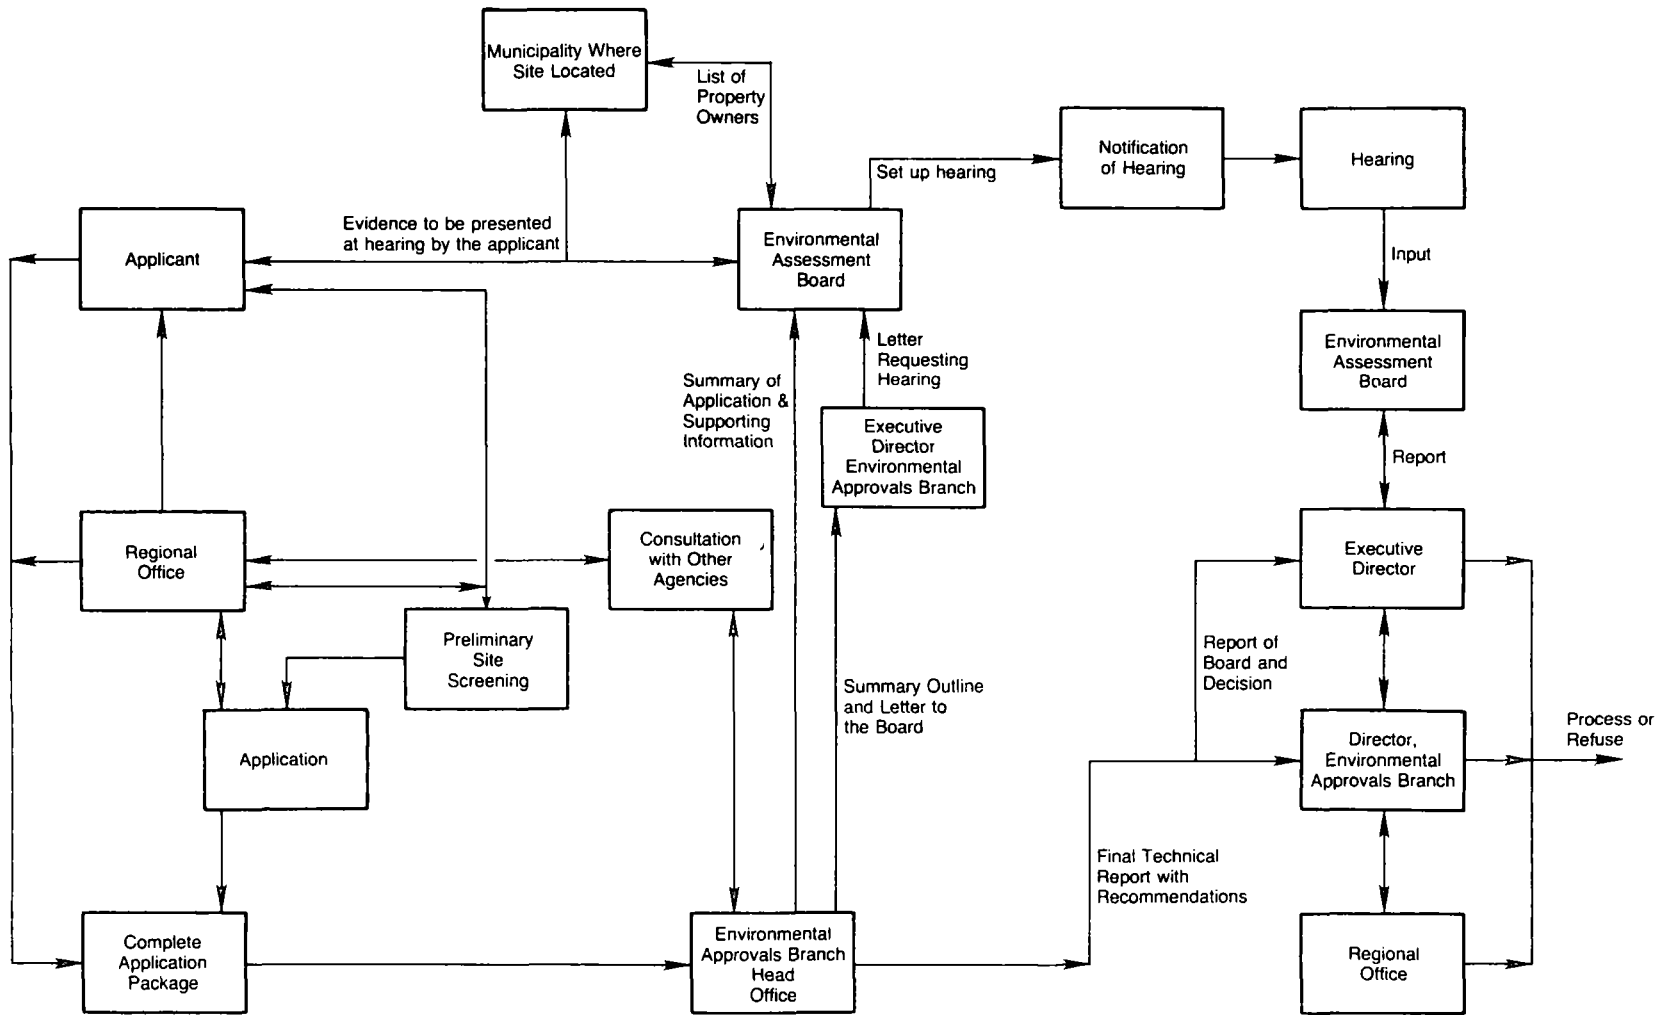 Municipality Where
Site Located
List of
Property
Owners
Set up hearing
Notification
of Hearing
Hearing
Evidence to be presented
at hearing by the applicant
Applicant
Environmental
Assessment
Board
Input
Letter
Requesting
Hearing
Summary of
Application &
Supporting
Information
Executive
Director
Environmental
Approvals Branch
Environmental
Assessment
Board
Report
Regional
Office
Consultation
with Other
Agencies
Executive
Director
Preliminary
Site
Screening
Report of
Board and
Decision
Summary Outline
and Letter to
the Board
Application
Director,
Environmental
Approvals Branch
Process or
Refuse
Final Technical
Report with
Recommendations
Complete
Application
Package
Environmental
Approvals Branch
Head
Office
Regional
Office